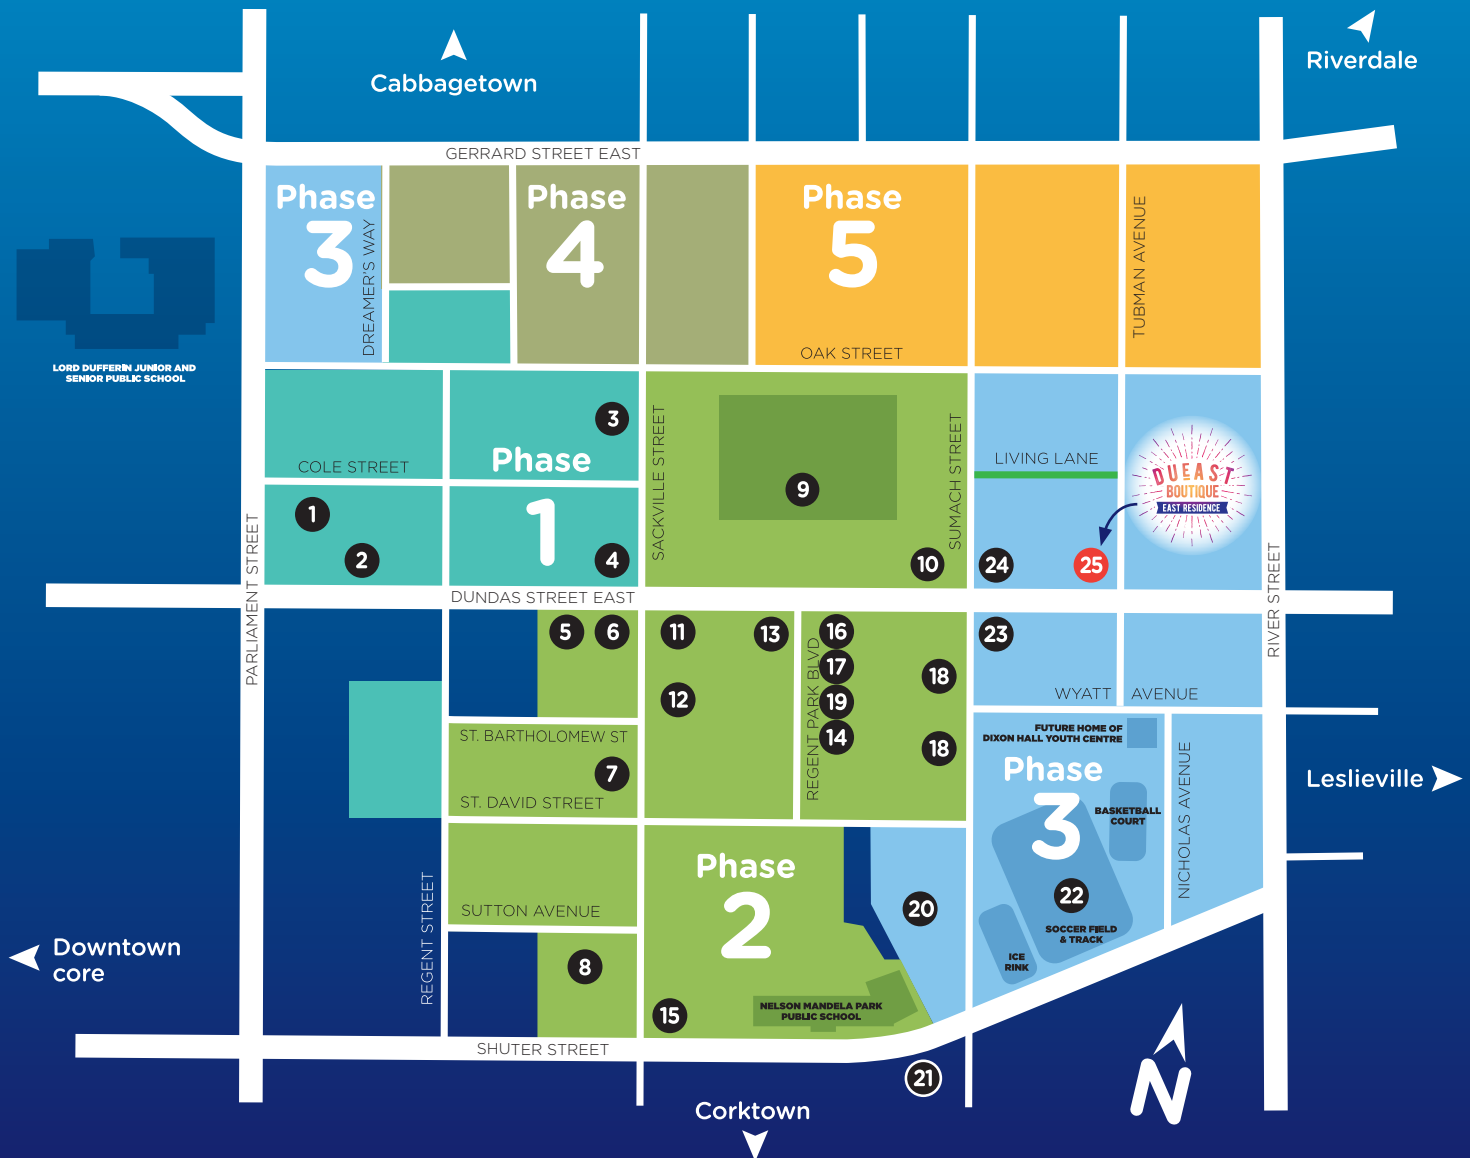 Cabbagetown
Riverdale
GERRARD STREET EAST
Phase
3
DREAMER'S WAY
Phase
4
Phase
5
TUBMAN AVENUE
OAK STREET
LORD DUFFERIN JUNIOR AND
SENIOR PUBLIC SCHOOL
3
Phase
1
COLE STREET
1
2
4
PARLIAMENT STREET
SACKVILLE STREET
9
SUMACH STREET
10
LIVING LANE
24
25
DUEAST
BOUTIQUE
EAST RESIDENCE
RIVER STREET
DUNDAS STREET EAST
5
6
11
13
16
17
19
14
12
REGENT PARK BLVD
18
18
23
WYATT
AVENUE
ST. BARTHOLOMEW ST
7
ST. DAVID STREET
FUTURE HOME OF
DIXON HALL YOUTH CENTRE
Phase
3
BASKETBALL
COURT
NICHOLAS AVENUE
Leslieville
Phase
2
20
22
SOCCER FIELD
& TRACK
ICE
RINK
SUTTON AVENUE
REGENT STREET
8
15
NELSON MANDELA PARK
PUBLIC SCHOOL
Downtown
core
SHUTER STREET
21
Corktown
N